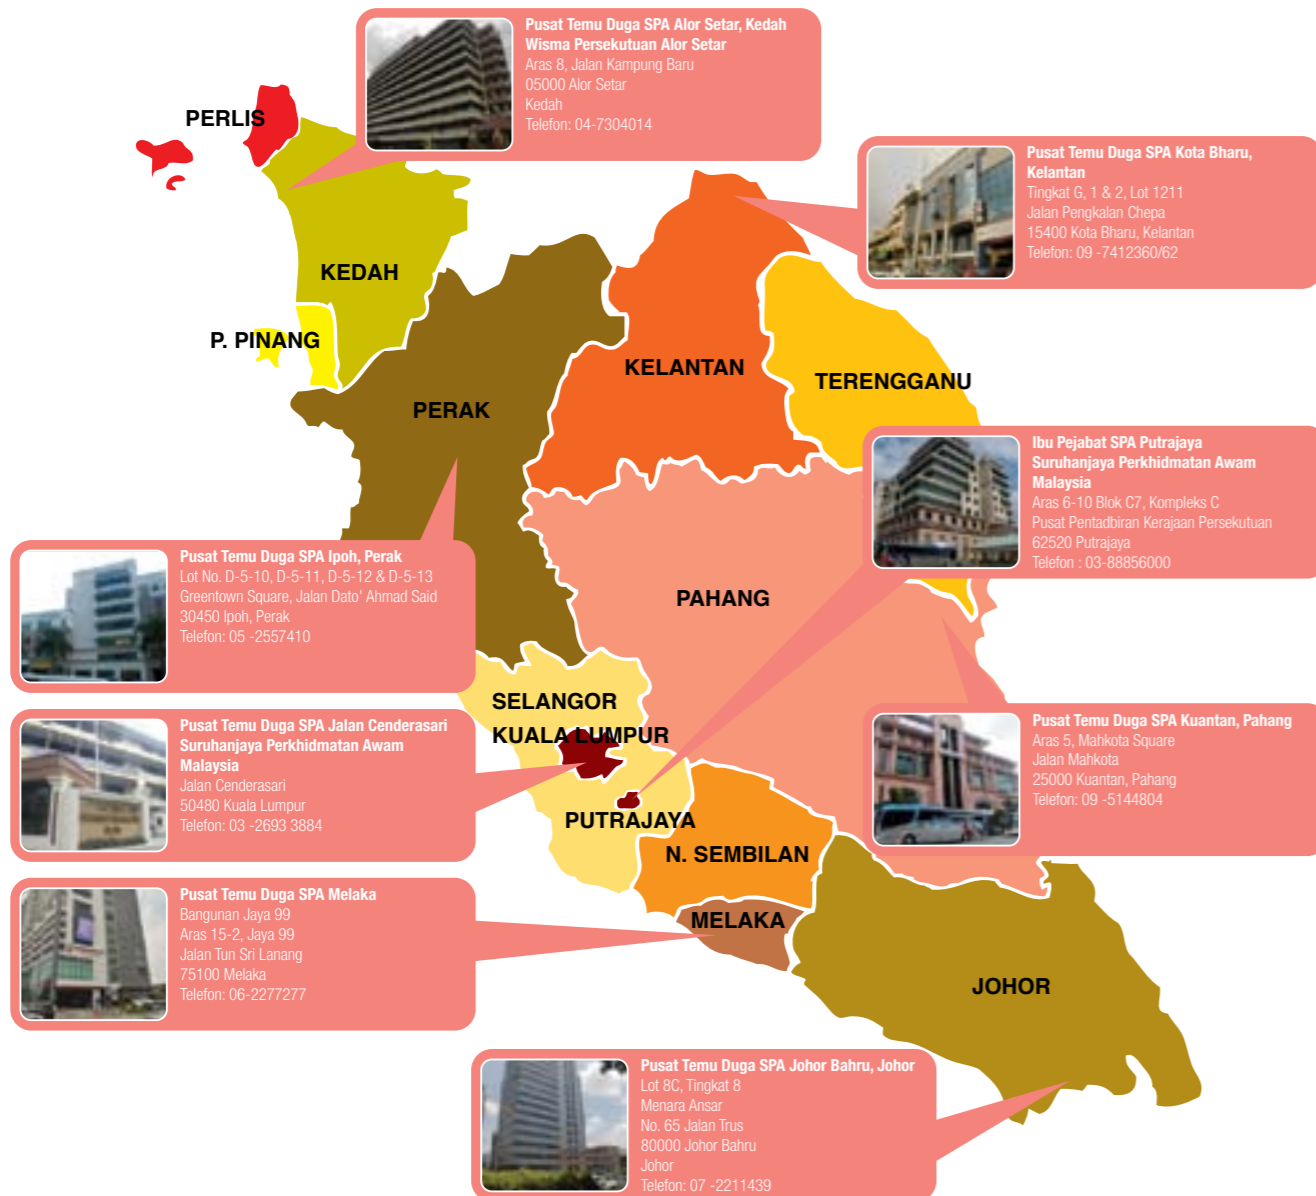 Pusat Temu Duga SPA Alor Setar, Kedah
Wisma Persekutuan Alor Setar
Aras 8, Jalan Kampung Baru
05000 Alor Setar
Kedah
Telefon: 04-7304014
PERLIS
Pusat Temu Duga SPA Kota Bharu,
Kelantan
Tingkat G, 1 & 2, Lot 1211
Jalan Pengkalan Chepa
15400 Kota Bharu, Kelantan
Telefon: 09 -7412360/62
KEDAH
P. PINANG
KELANTAN
TERENGGANU
PERAK
Ibu Pejabat SPA Putrajaya
Suruhanjaya Perkhidmatan Awam
Malaysia
Aras 6-10 Blok C7, Kompleks C
Pusat Pentadbiran Kerajaan Persekutuan
62520 Putrajaya
Telefon : 03-88856000
Pusat Temu Duga SPA Ipoh, Perak
Lot No. D-5-10, D-5-11, D-5-12 & D-5-13
Greentown Square, Jalan Dato' Ahmad Said
30450 Ipoh, Perak
Telefon: 05 -2557410
PAHANG
SELANGOR
KUALA LUMPUR
Pusat Temu Duga SPA Jalan Cenderasari
Suruhanjaya Perkhidmatan Awam
Malaysia
Jalan Cenderasari
50480 Kuala Lumpur
Telefon: 03 -2693 3884
Pusat Temu Duga SPA Kuantan, Pahang
Aras 5, Mahkota Square
Jalan Mahkota
25000 Kuantan, Pahang
Telefon: 09 -5144804
PUTRAJAYA
N. SEMBILAN
Pusat Temu Duga SPA Melaka
Bangunan Jaya 99
Aras 15-2, Jaya 99
Jalan Tun Sri Lanang
75100 Melaka
Telefon: 06-2277277
MELAKA
JOHOR
Pusat Temu Duga SPA Johor Bahru, Johor
Lot 8C, Tingkat 8
Menara Ansar
No. 65 Jalan Trus
80000 Johor Bahru
Johor
Telefon: 07 -2211439